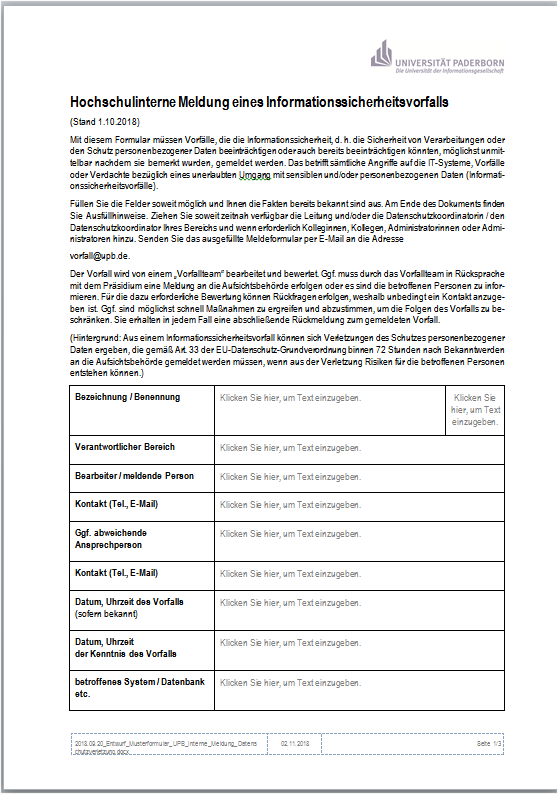 UNIVERSITÄT PADERBORN
Die Universität der Informationsgesellschaft
Hochschulinterne Meldung eines Informationssicherheitsvorfalls
(Stand 1.10.2018)
Mit diesem Formular müssen Vorfälle, die die Informationssicherheit, d. h. die Sicherheit von Verarbeitungen oder
den Schutz personenbezogener Daten beeinträchtigen oder auch bereits beeinträchtigen könnten, möglichst unmit-
telbar nachdem sie bemerkt wurden, gemeldet werden. Das betrifft sämtliche Angriffe auf die IT-Systeme, Vorfälle
oder Verdachte bezüglich eines unerlaubten Umgang mit sensiblen und/oder personenbezogenen Daten (Informati-
onssicherheitsvorfälle).
Füllen Sie die Felder soweit möglich und Ihnen die Fakten bereits bekannt sind aus. Am Ende des Dokuments finden
Sie Ausfüllhinweise. Ziehen Sie soweit zeitnah verfügbar die Leitung und/oder die Datenschutzkoordinatorin / den
Datenschutzkoordinator Ihres Bereichs und wenn erforderlich Kolleginnen, Kollegen, Administratorinnen oder Admi-
nistratoren hinzu. Senden Sie das ausgefüllte Meldeformular per E-Mail an die Adresse
vorfall@upb.de.
Der Vorfall wird von einem „Vorfallteam“ bearbeitet und bewertet. Ggf. muss durch das Vorfallteam in Rücksprache
mit dem Präsidium eine Meldung an die Aufsichtsbehörde erfolgen oder es sind die betroffenen Personen zu infor-
mieren. Für die dazu erforderliche Bewertung können Rückfragen erfolgen, weshalb unbedingt ein Kontakt anzuge-
ben ist. Ggf. sind möglichst schnell Maßnahmen zu ergreifen und abzustimmen, um die Folgen des Vorfalls zu be-
schränken. Sie erhalten in jedem Fall eine abschließende Rückmeldung zum gemeldeten Vorfall.
(Hintergrund: Aus einem Informationssicherheitsvorfall können sich Verletzungen des Schutzes personenbezogener
Daten ergeben, die gemäß Art. 33 der EU-Datenschutz-Grundverordnung binnen 72 Stunden nach Bekanntwerden
an die Aufsichtsbehörde gemeldet werden müssen, wenn aus der Verletzung Risiken für die betroffenen Personen
entstehen können.)
Bezeichnung / Benennung
Klicken Sie hier, um Text einzugeben.
Klicken Sie
hier, um Text
einzugeben.
Verantwortlicher Bereich
Klicken Sie hier, um Text einzugeben.
Bearbeiter / meldende Person
Klicken Sie hier, um Text einzugeben.
Kontakt (Tel., E-Mail)
Klicken Sie hier, um Text einzugeben.
Ggf. abweichende
Ansprechperson
Klicken Sie hier, um Text einzugeben.
Kontakt (Tel., E-Mail)
Klicken Sie hier, um Text einzugeben.
Datum, Uhrzeit des Vorfalls
(sofern bekannt)
Klicken Sie hier, um Text einzugeben.
Datum, Uhrzeit
der Kenntnis des Vorfalls
Klicken Sie hier, um Text einzugeben.
betroffenes System / Datenbank
etc.
Klicken Sie hier, um Text einzugeben.
2018.09.20_Entwurf_Musterformular_UPB_Interne_Meldung_Datens
chutzverletzung.docx
02.11.2018
Seite 1/3